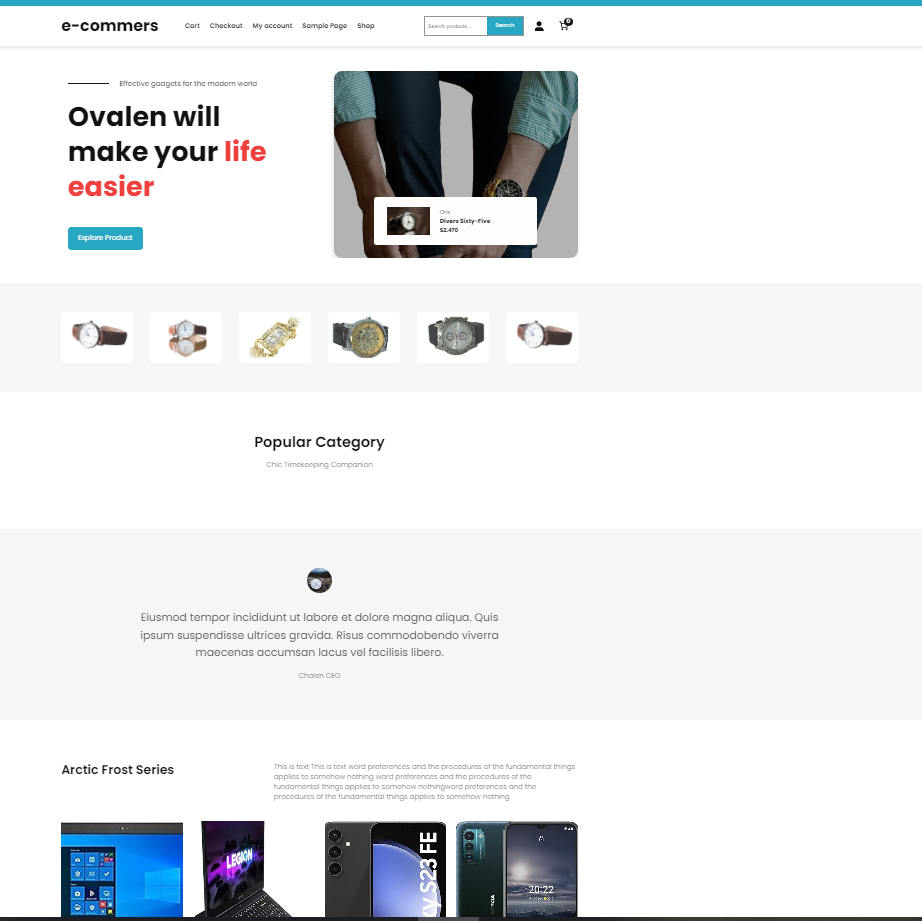 e-commers
Cart Checkout My account Sample Page Shop
Search products…
Search
0
Effective godgets for the modern world
Ovalen will
make your life
easier
Explore Product
Oris
Divers Sixty-Five
$2.470
Popular Category
Chic Timekeeping Companion
Eiusmod tempor incididunt ut labore et dolore magna aliqua. Quis
ipsum suspendisse ultrices gravida. Risus commodobendo viverra
maecenas accumsan lacus vel facilisis libero.
Chalen CEO
Arctic Frost Series
This is text This is text word preferences and the procedures of the fundamental things
applies to somehow nothing word preferences and the procedures of the
fundamental things applies to somehow nothingword preferences and the
procedures of the fundamental things applies to somehow nothing
LEGION
xy S23 FE
NOKIA
20:22